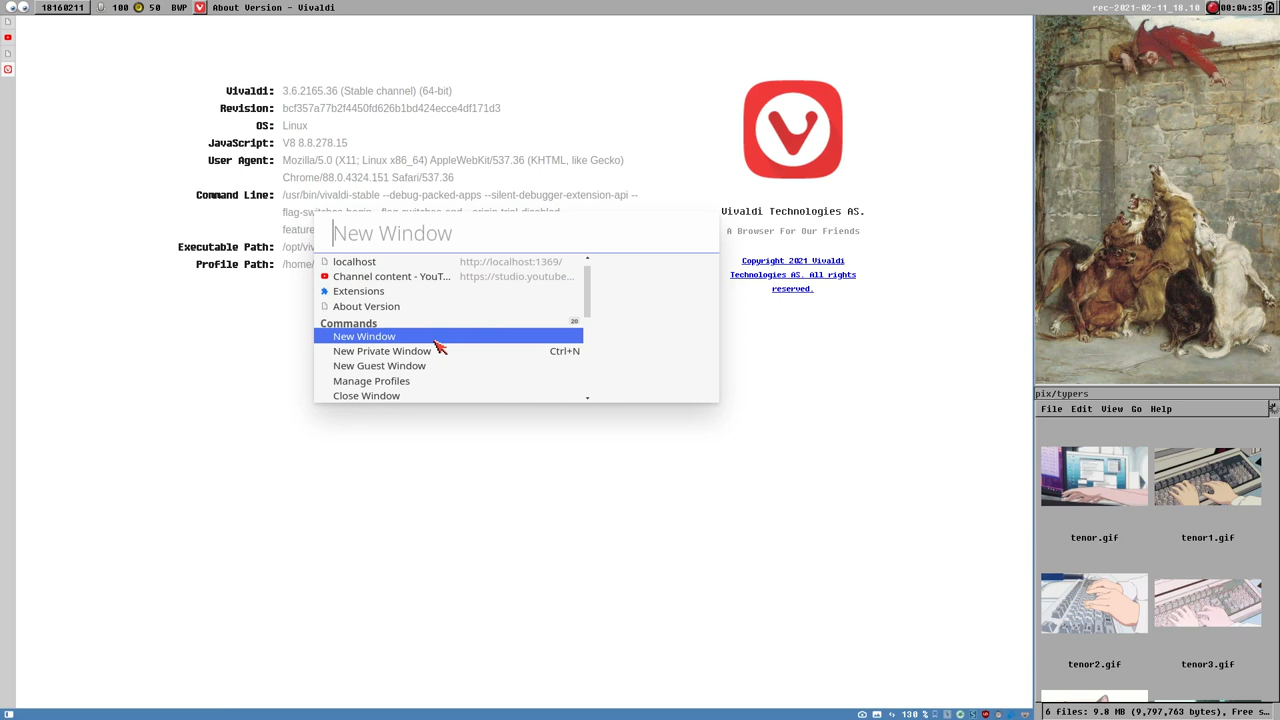 18160211 100 50 BWP About Version - Vivaldi rec-2021-02-11_18.10 00:04:35
Vivaldi: 3.6.2165.36 (Stable channel) (64-bit)
Revision: bcf357a77b2f4450fd626b1bd424ecce4df171d3
OS: Linux
JavaScript: V8 8.8.278.15
User Agent: Mozilla/5.0 (X11; Linux x86_64) AppleWebKit/537.36 (KHTML, like Gecko)
Chrome/88.0.4324.151 Safari/537.36
Command Line: /usr/bin/vivaldi-stable --debug-packed-apps --silent-debugger-extension-api --
Executable Path: /opt/viv
Profile Path: /home/
Vivaldi Technologies AS.
A Browser For Our Friends
Copyright 2021 Vivaldi
Technologies AS. All rights
reserved.
New Window
localhost http://localhost:1369/
Channel content - YouT... https://studio.youtube...
Extensions
About Version
Commands 20
New Window
New Private Window Ctrl+N
New Guest Window
Manage Profiles
Close Window
pix/typers
File Edit View Go Help
tenor.gif tenor1.gif
tenor2.gif tenor3.gif
130 %
6 files: 9.8 MB (9,797,763 bytes), Free s...